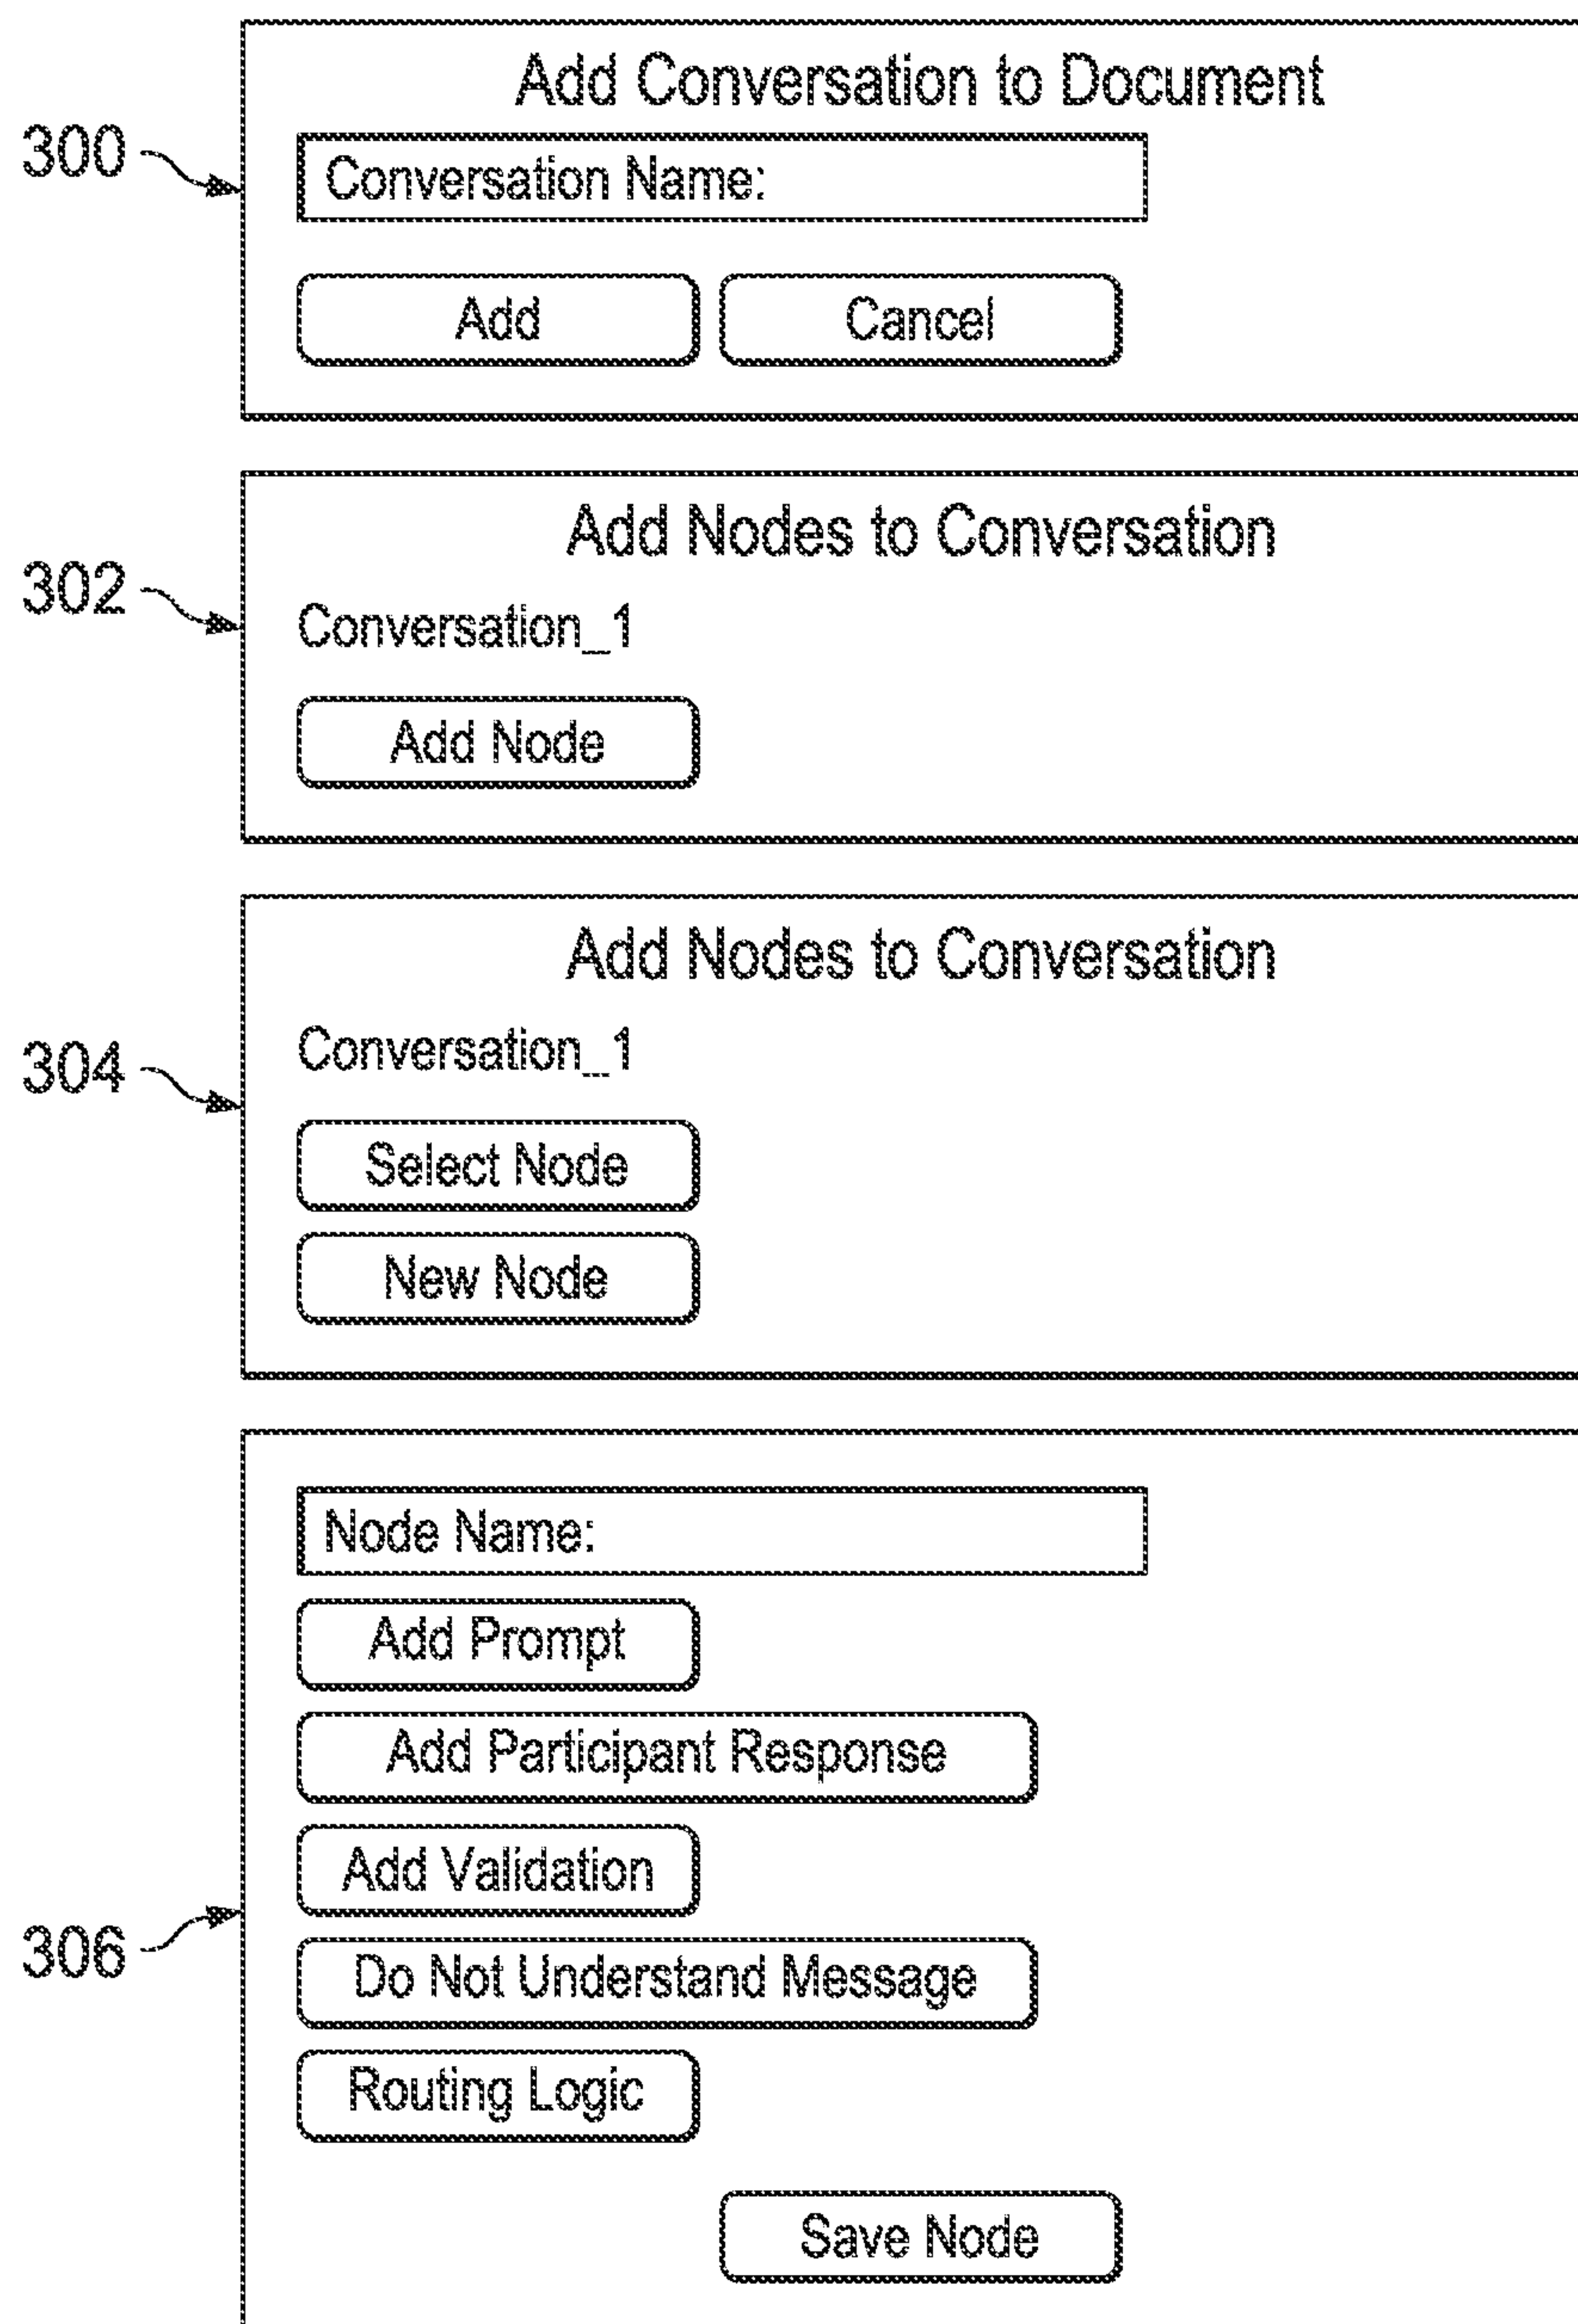 Add Conversation to Document
300
Conversation Name:
Add Cancel
Add Nodes to Conversation
302
Conversation_1
Add Node
Add Nodes to Conversation
304
Conversation_1
Select Node
New Node
Node Name:
Add Prompt
Add Participant Response
Add Validation
306
Do Not Understand Message
Routing Logic
Save Node